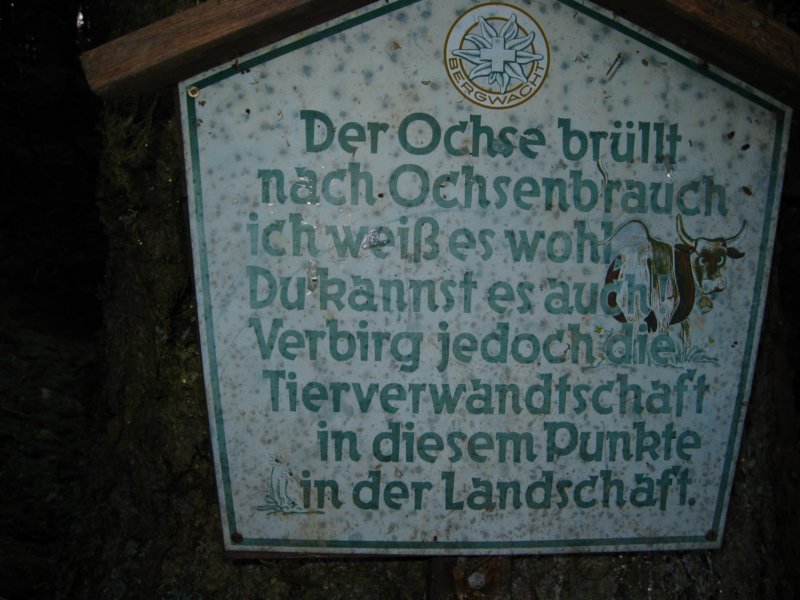 BERGWACHT
Der Ochse brüllt
nach Ochsenbrauch
ich weiß es wohl
Du kannst es auch
Verbirg jedoch die
Tierverwandtschaft
in diesem Punkte
in der Landschaft.